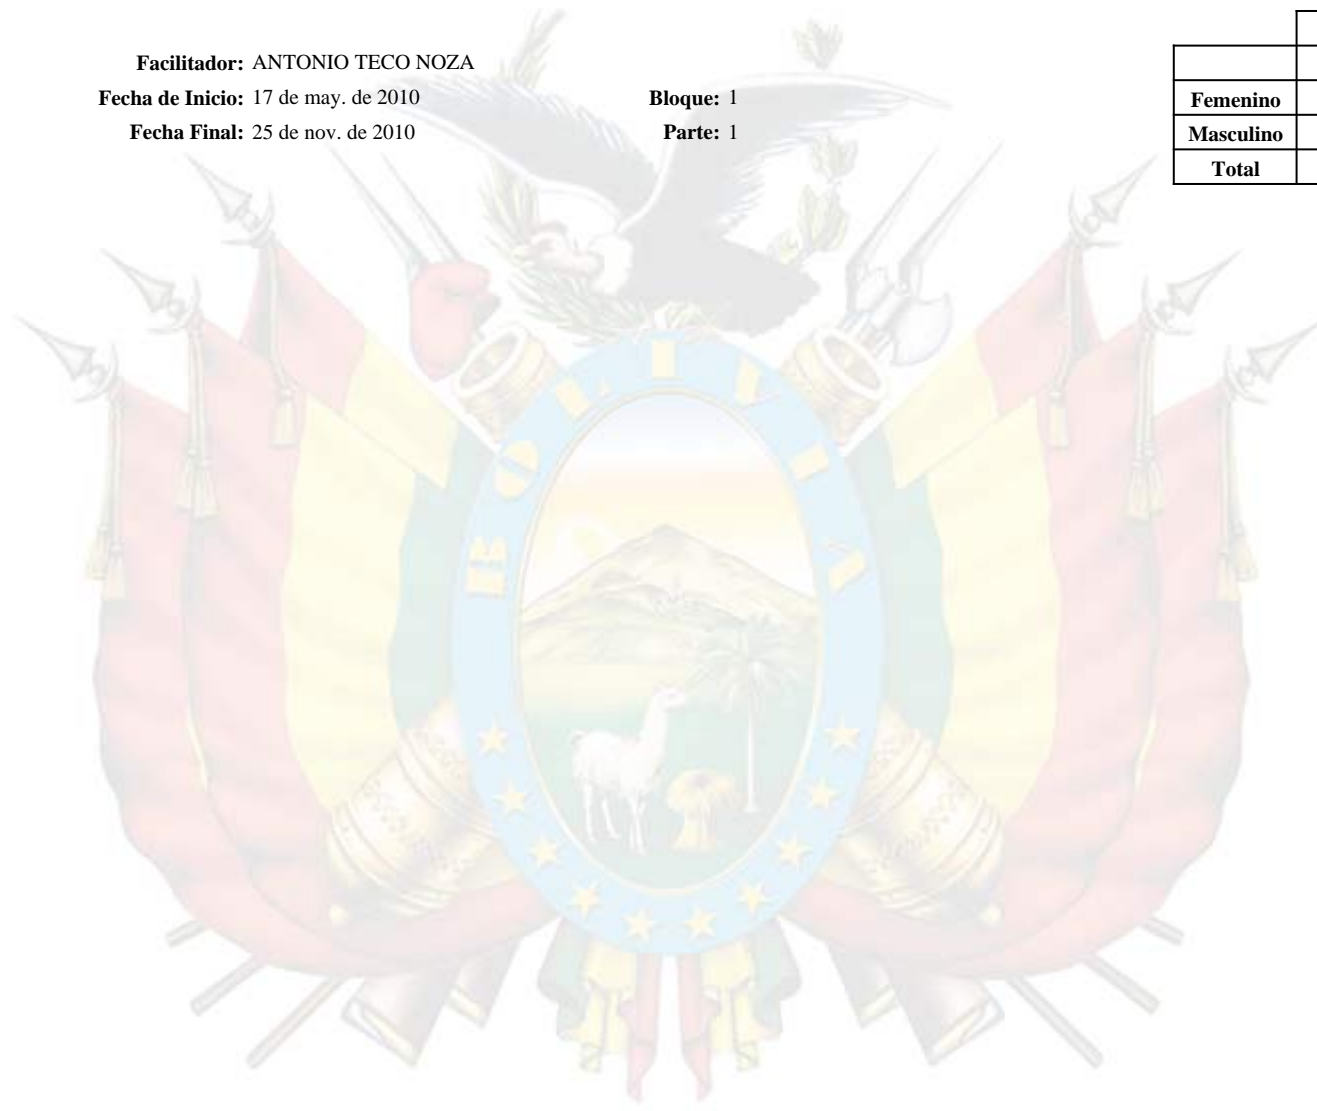 Facilitador: ANTONIO TECO NOZA
Fecha de Inicio: 17 de may. de 2010 Bloque: 1
Fecha Final: 25 de nov. de 2010 Parte: 1
Femenino
Masculino
Total
BOLIVIA